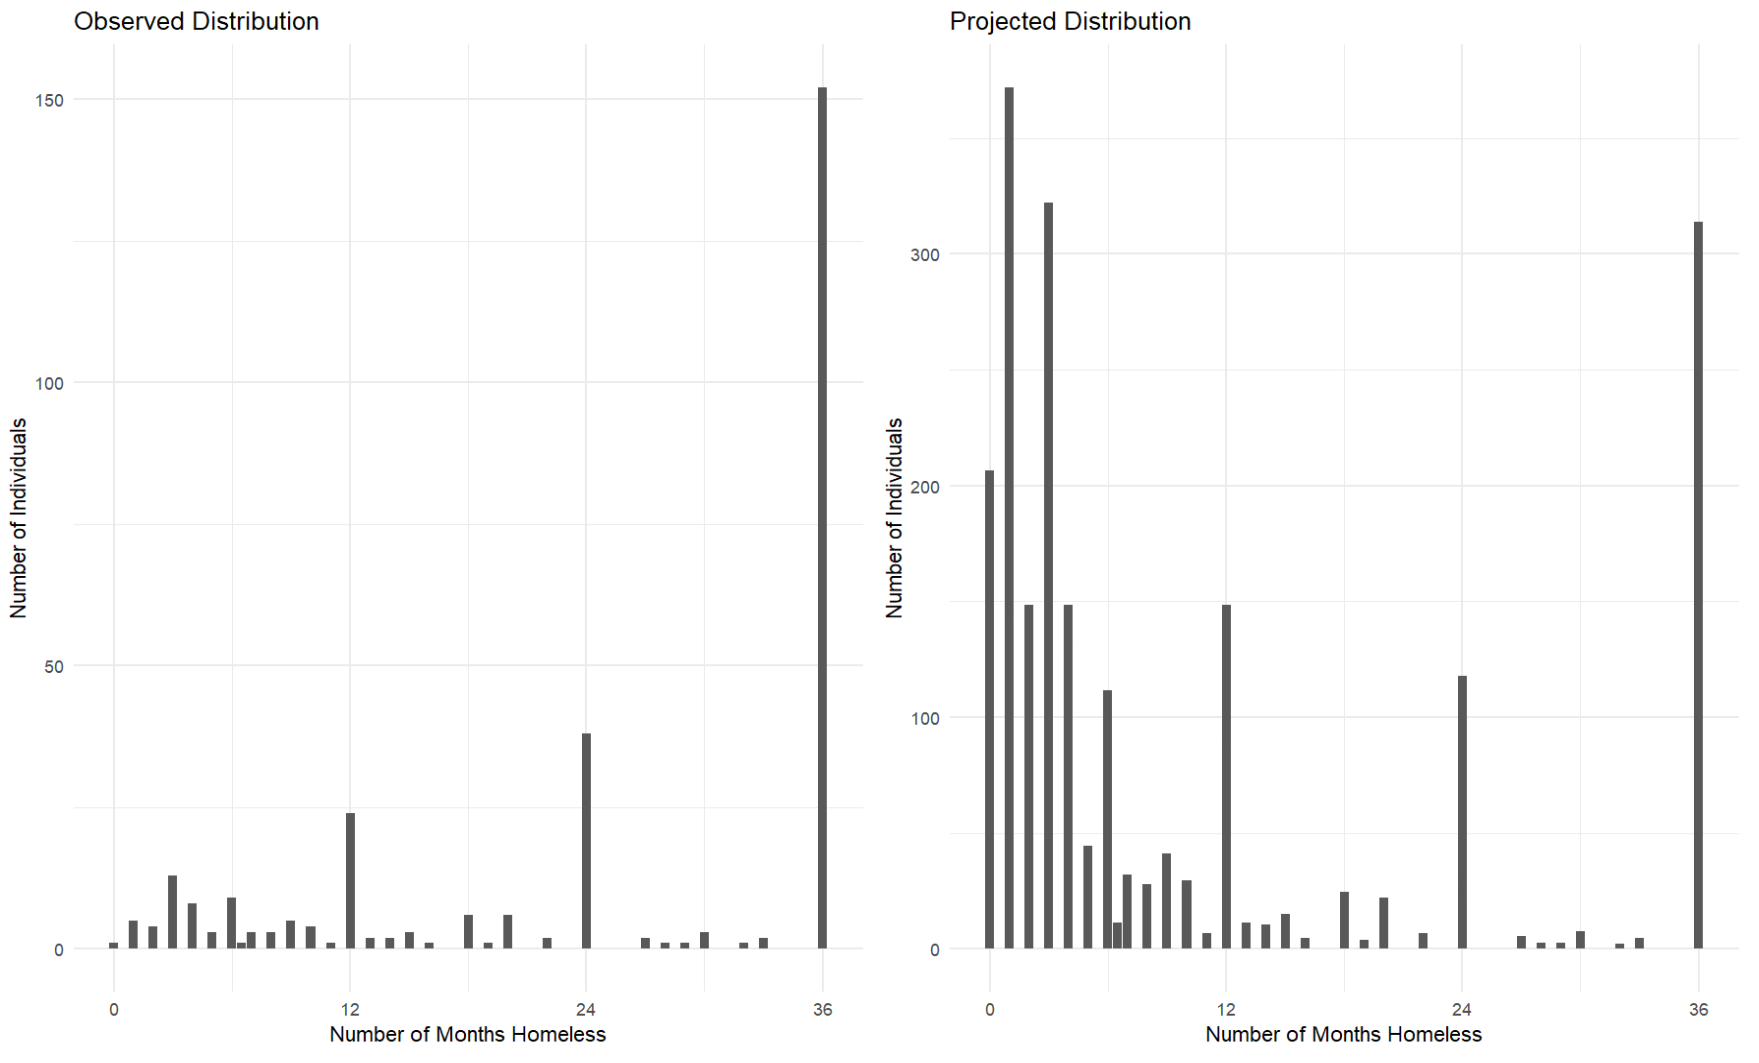 Observed Distribution
Number of Individuals
150
100
50
0
0 12 24 36
Number of Months Homeless
Projected Distribution
Number of Individuals
300
200
100
0
0 12 24 36
Number of Months Homeless